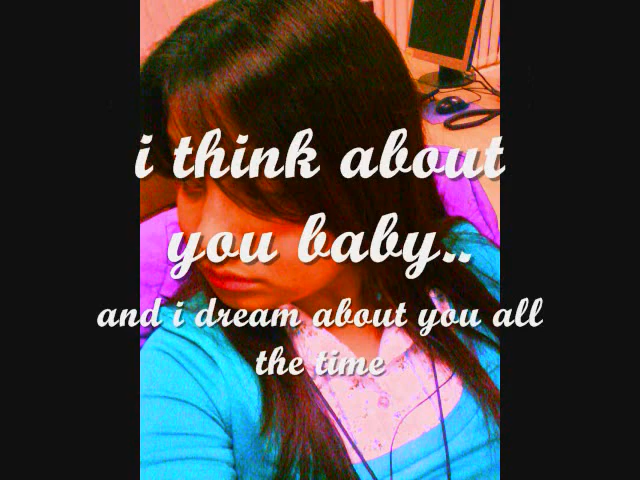 i think about
you baby..
and i dream about you all
the time